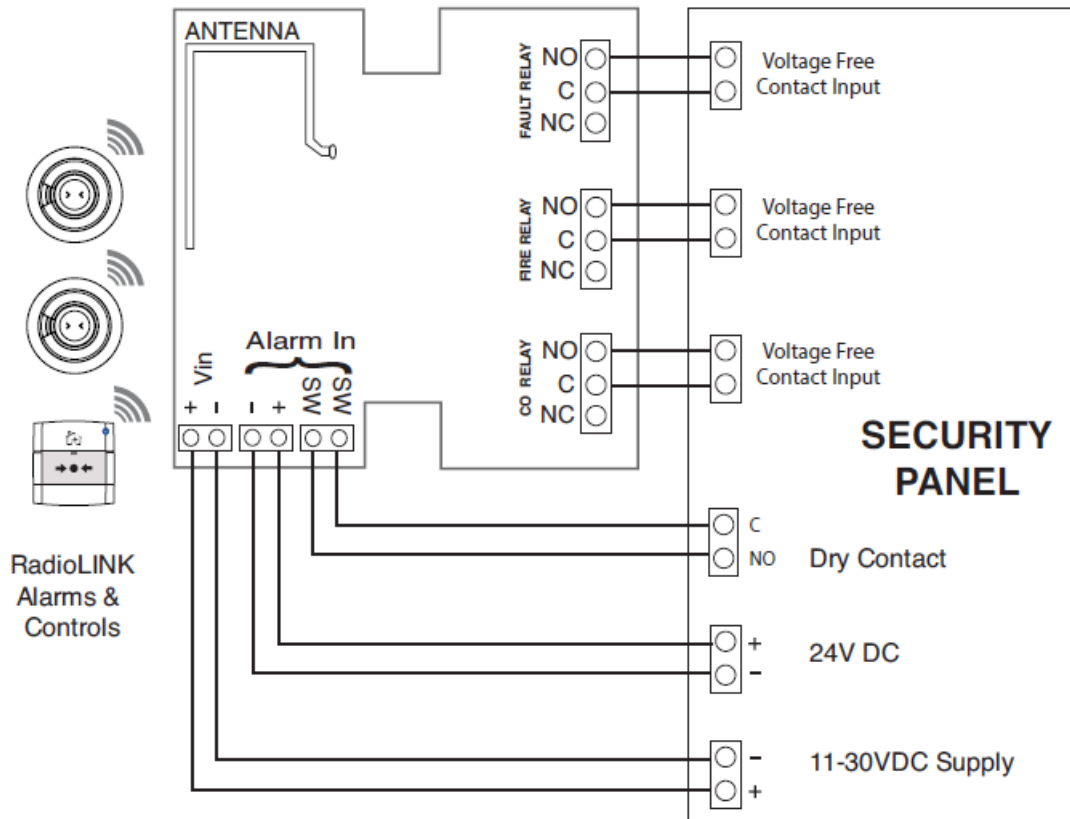 ANTENNA
FAULT RELAY
NO
C
NC
Voltage Free
Contact Input
FIRE RELAY
NO
C
NC
Voltage Free
Contact Input
CO RELAY
NO
C
NC
Voltage Free
Contact Input
Alarm In
Vin
+ - - + SW SW
SECURITY
PANEL
RadioLINK
Alarms &
Controls
C
NO
Dry Contact
+
-
24V DC
-
+
11-30VDC Supply